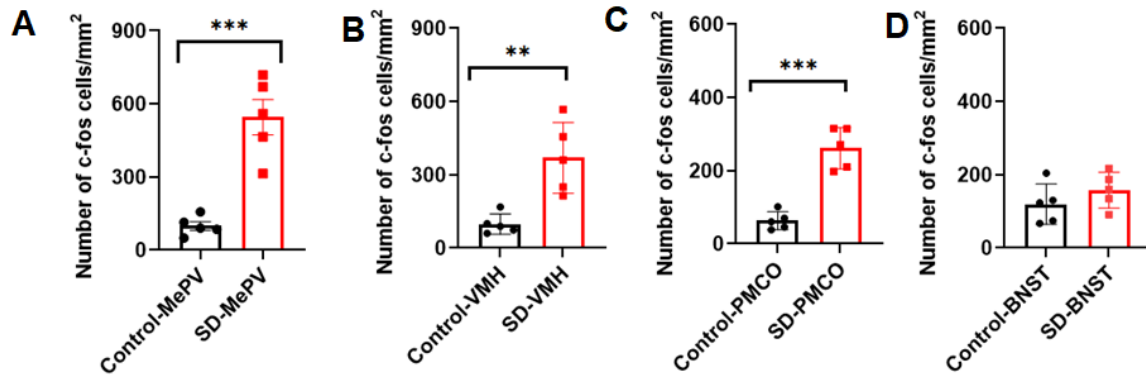 A
Number of c-fos cells/mm²
900
600
300
0
***
Control-MePV
SD-MePV
B
Number of c-fos cells/mm²
900
600
300
0
**
Control-VMH
SD-VMH
C
Number of c-fos cells/mm²
600
400
200
0
***
Control-PMCO
SD-PMCO
D
Number of c-fos cells/mm²
600
400
200
0
Control-BNST
SD-BNST